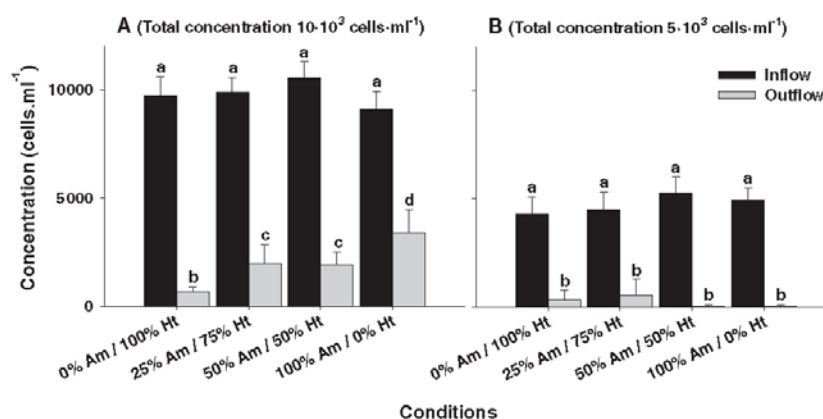 A (Total concentration 10·10³ cells·ml⁻¹)
B (Total concentration 5·10³ cells·ml⁻¹)
Inflow
Outflow
Concentration (cells.ml⁻¹)
10000
5000
0
a a a a
b c c d
a a a a
b b b b
0% Am / 100% Ht
25% Am / 75% Ht
50% Am / 50% Ht
100% Am / 0% Ht
0% Am / 100% Ht
25% Am / 75% Ht
50% Am / 50% Ht
100% Am / 0% Ht
Conditions